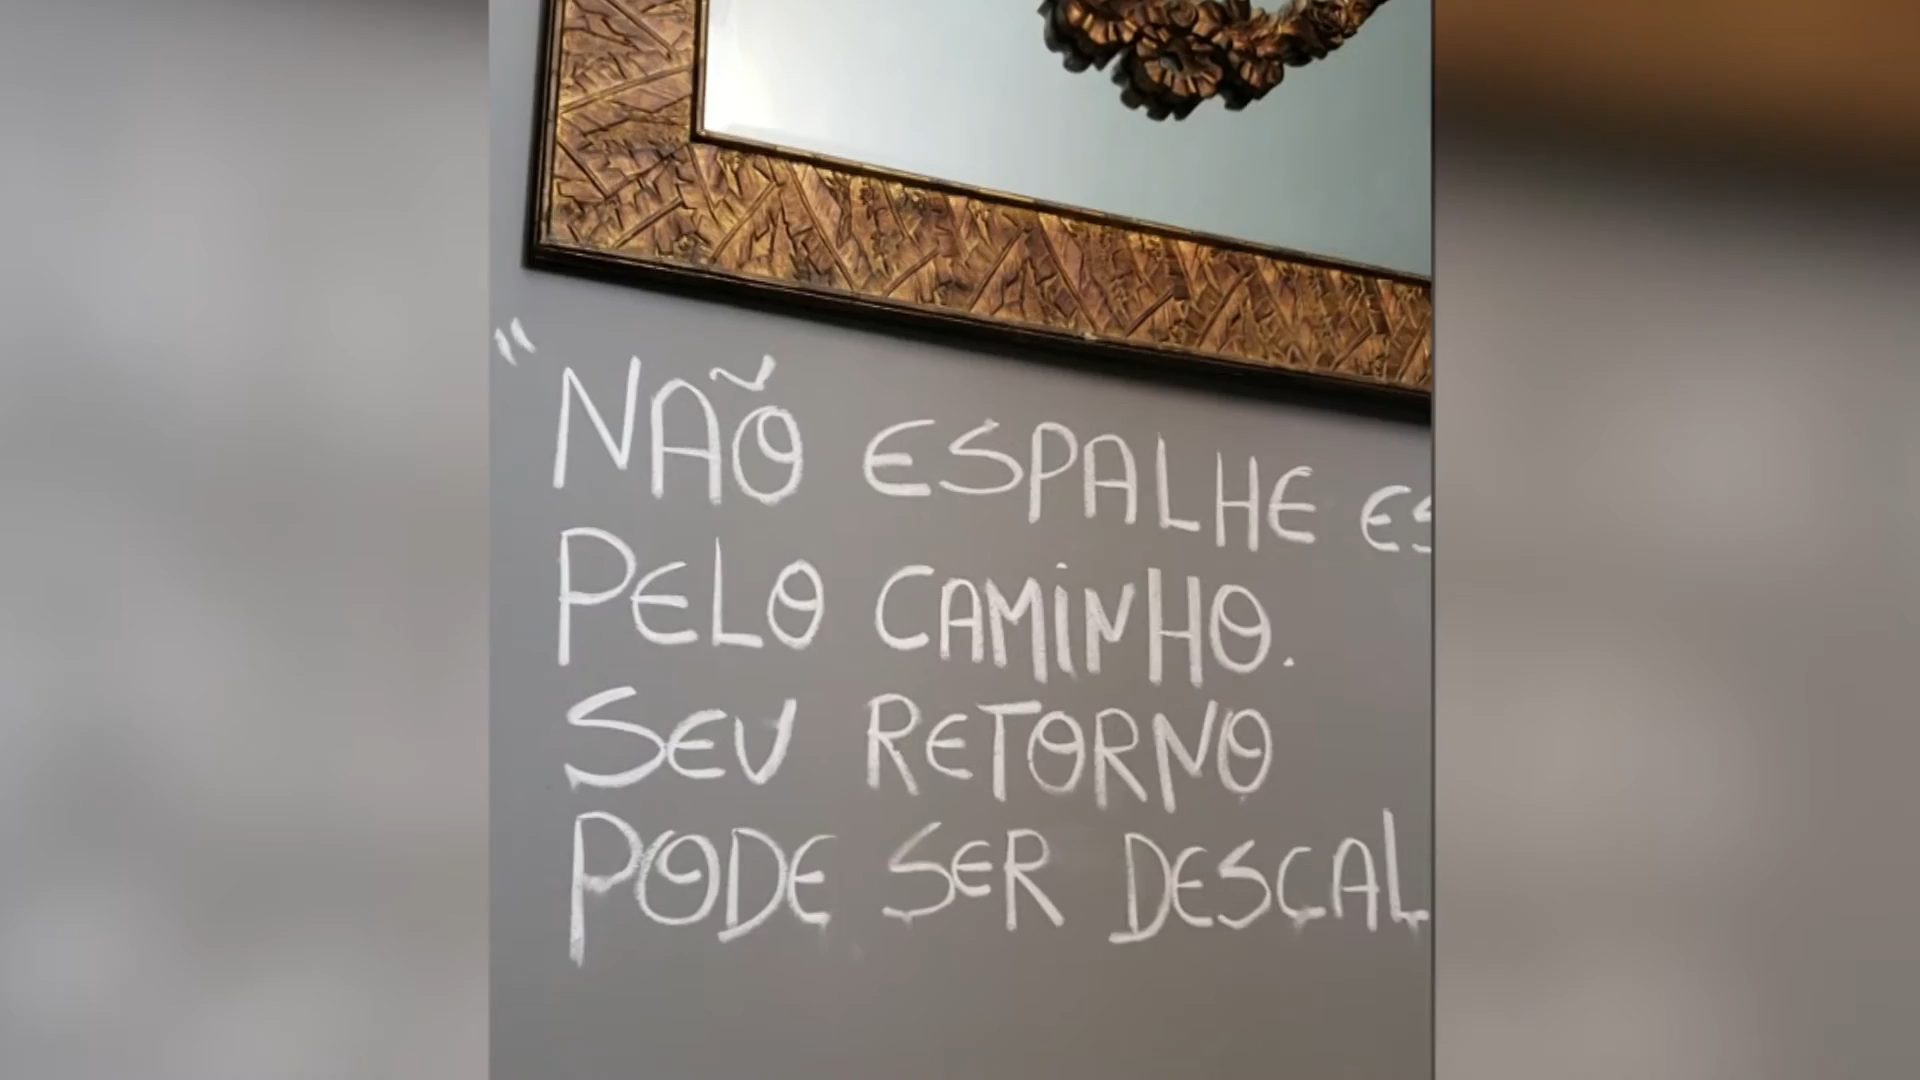 "NÃO ESPALHE ES
PELO CAMINHO.
SEU RETORNO
PODE SER DESCAL